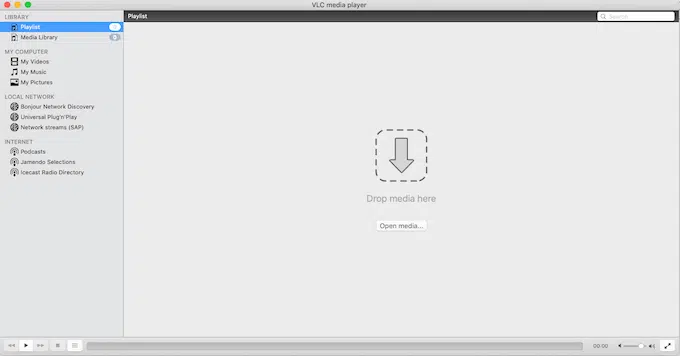 VLC media player
LIBRARY
Playlist
Media Library
MY COMPUTER
My Videos
My Music
My Pictures
LOCAL NETWORK
Bonjour Network Discovery
Universal Plug'n'Play
Network streams (SAP)
INTERNET
Podcasts
Jamendo Selections
Icecast Radio Directory
Playlist
Search
Drop media here
Open media...
00:00